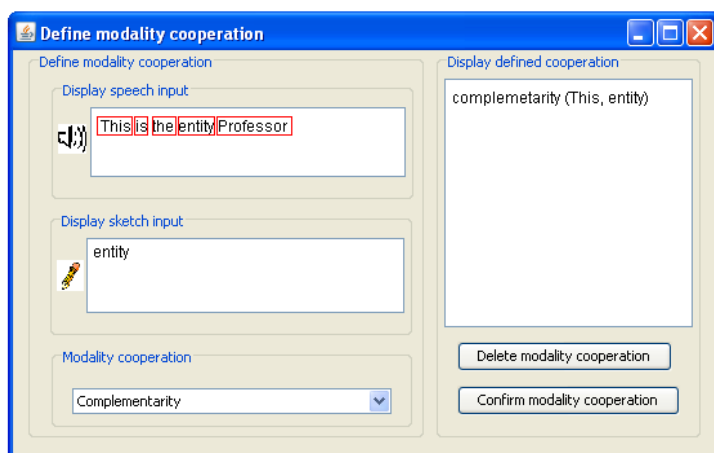 Define modality cooperation
Define modality cooperation
Display speech input
This is the entity Professor
Display sketch input
entity
Modality cooperation
Complementarity
Display defined cooperation
complemetarity (This, entity)
Delete modality cooperation
Confirm modality cooperation